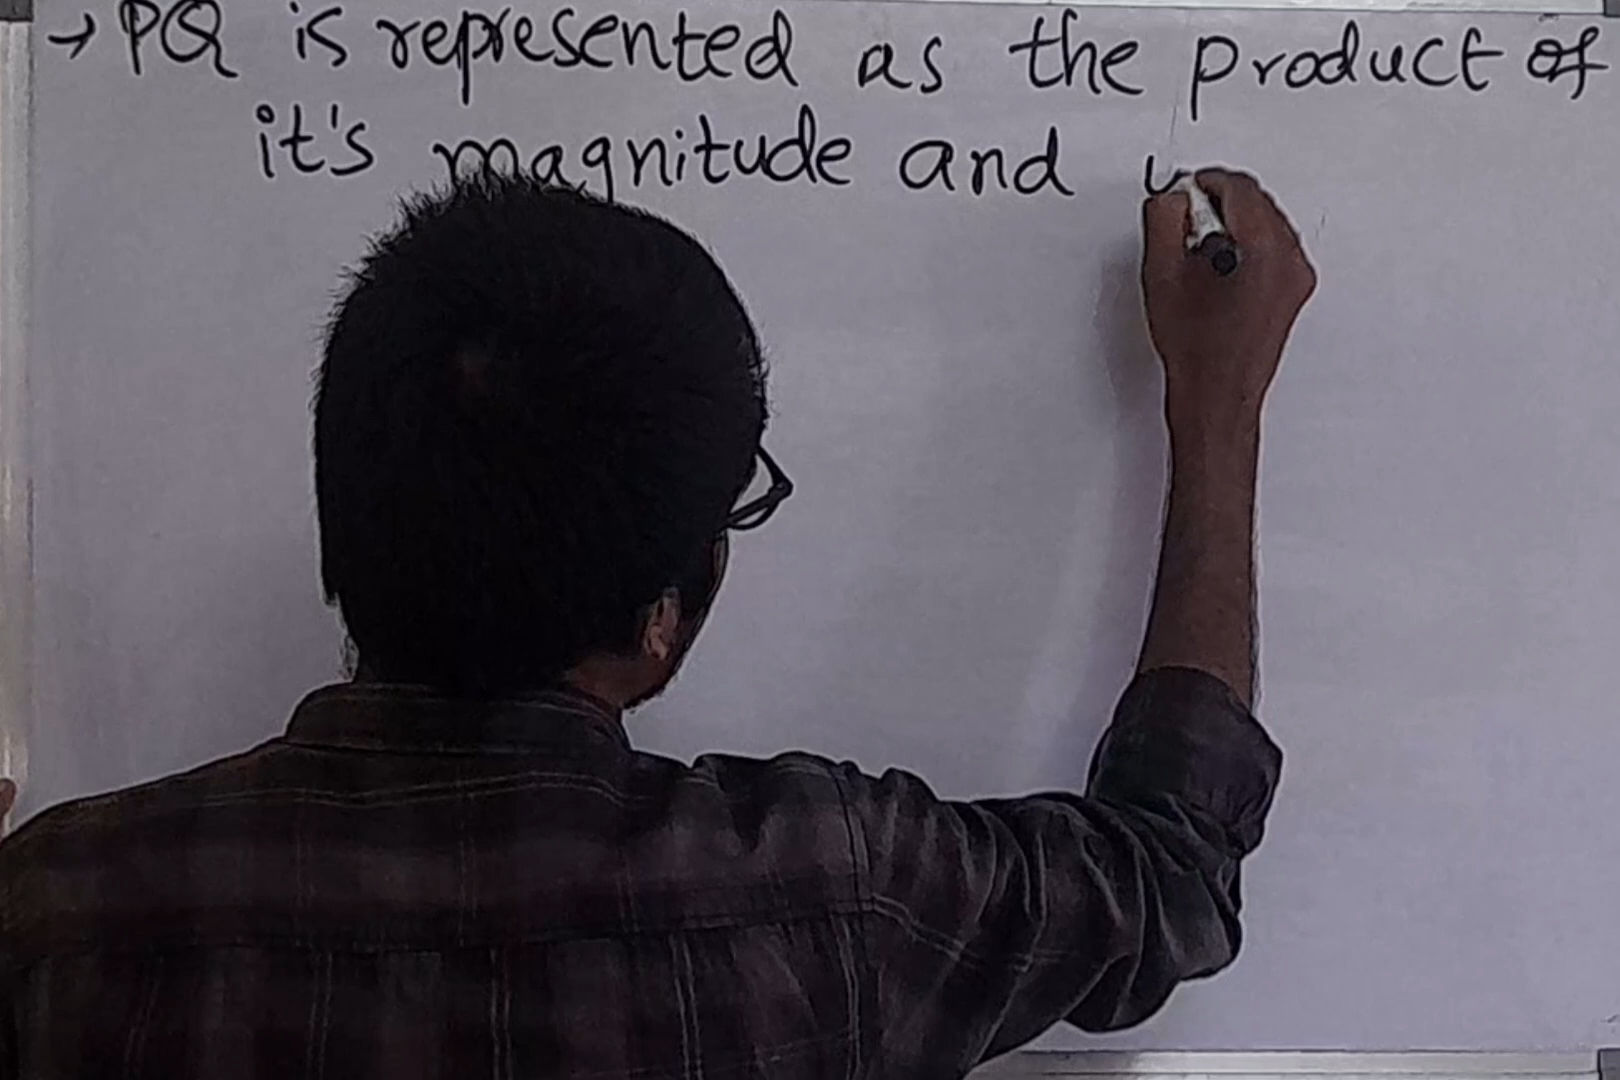 → PQ is represented as the product of
it's magnitude and